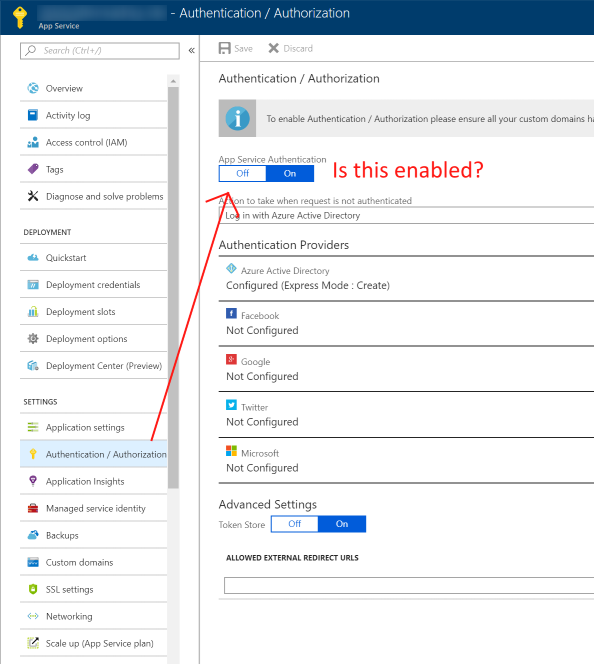 - Authentication / Authorization
App Service
Search (Ctrl+/)
«
Overview
Activity log
Access control (IAM)
Tags
Diagnose and solve problems
DEPLOYMENT
Quickstart
Deployment credentials
Deployment slots
Deployment options
Deployment Center (Preview)
SETTINGS
Application settings
Authentication / Authorization
Application Insights
Managed service identity
Backups
Custom domains
SSL settings
Networking
Scale up (App Service plan)
Save Discard
Authentication / Authorization
To enable Authentication / Authorization please ensure all your custom domains ha
App Service Authentication
Off On
Is this enabled?
Action to take when request is not authenticated
Log in with Azure Active Directory
Authentication Providers
Azure Active Directory
Configured (Express Mode : Create)
Facebook
Not Configured
Google
Not Configured
Twitter
Not Configured
Microsoft
Not Configured
Advanced Settings
Token Store Off On
ALLOWED EXTERNAL REDIRECT URLS